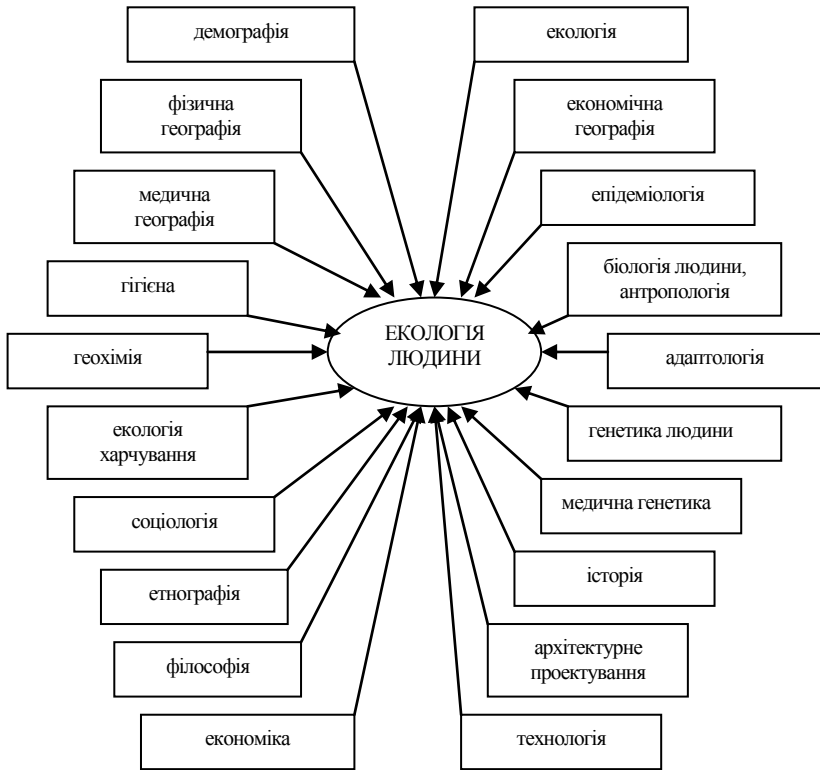 демографія
екологія
фізична
географія
економічна
географія
медична
географія
епідеміологія
гігієна
біологія людини,
антропологія
ЕКОЛОГІЯ
ЛЮДИНИ
геохімія
адаптологія
екологія
харчування
генетика людини
соціологія
медична генетика
етнографія
історія
філософія
архітектурне
проектування
економіка
технологія